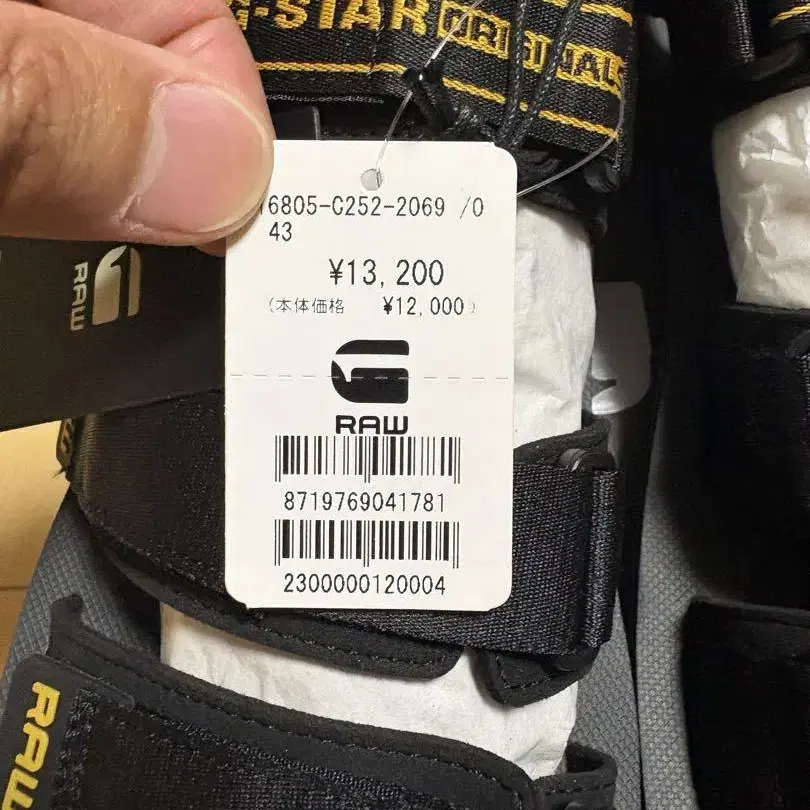 G-STAR ORIGINALS
6805-C252-2069 /0
43
¥13,200
(本体価格 ¥12,000)
RAW
RAW
8719769041781
2300000120004
RAW